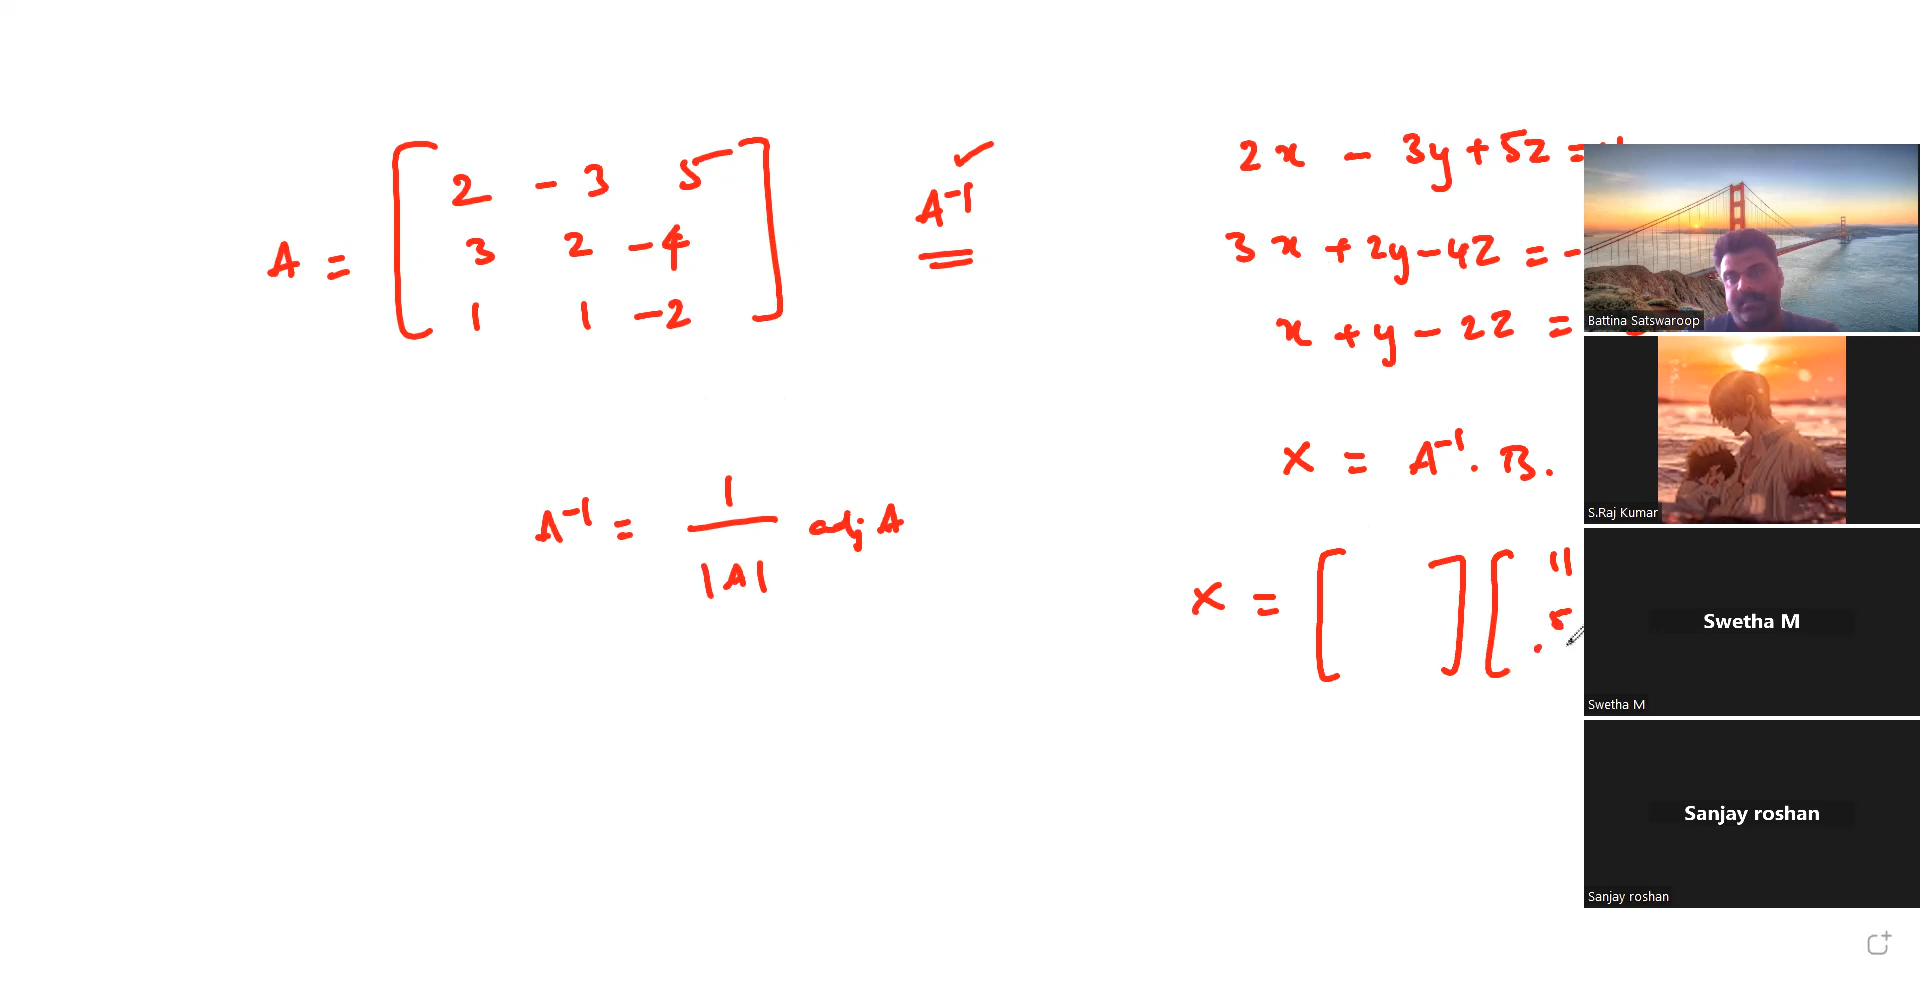 A = [ 2 -3 5
3 2 -4
1 1 -2 ]
A⁻¹
2x - 3y + 5z =
3x + 2y - 4z = -
x + y - 2z =
X = A⁻¹. B.
A⁻¹ = 1/|A| adj A
X = [ ] [ 11
5
Battina Satswaroop
S.Raj Kumar
Swetha M
Swetha M
Sanjay roshan
Sanjay roshan